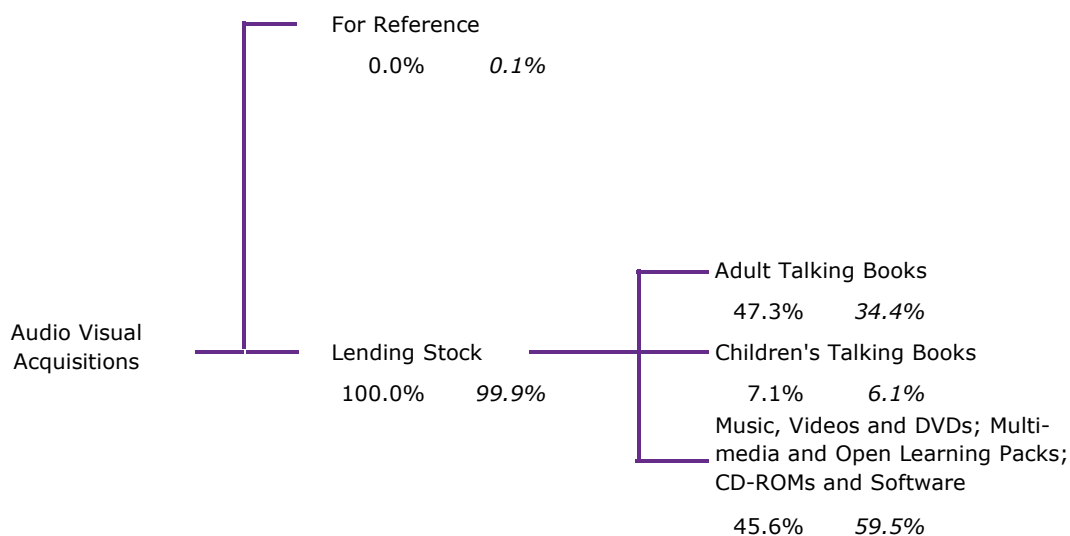 For Reference
0.0% 0.1%
Audio Visual
Acquisitions
Lending Stock
100.0% 99.9%
Adult Talking Books
47.3% 34.4%
Children's Talking Books
7.1% 6.1%
Music, Videos and DVDs; Multi-
media and Open Learning Packs;
CD-ROMs and Software
45.6% 59.5%